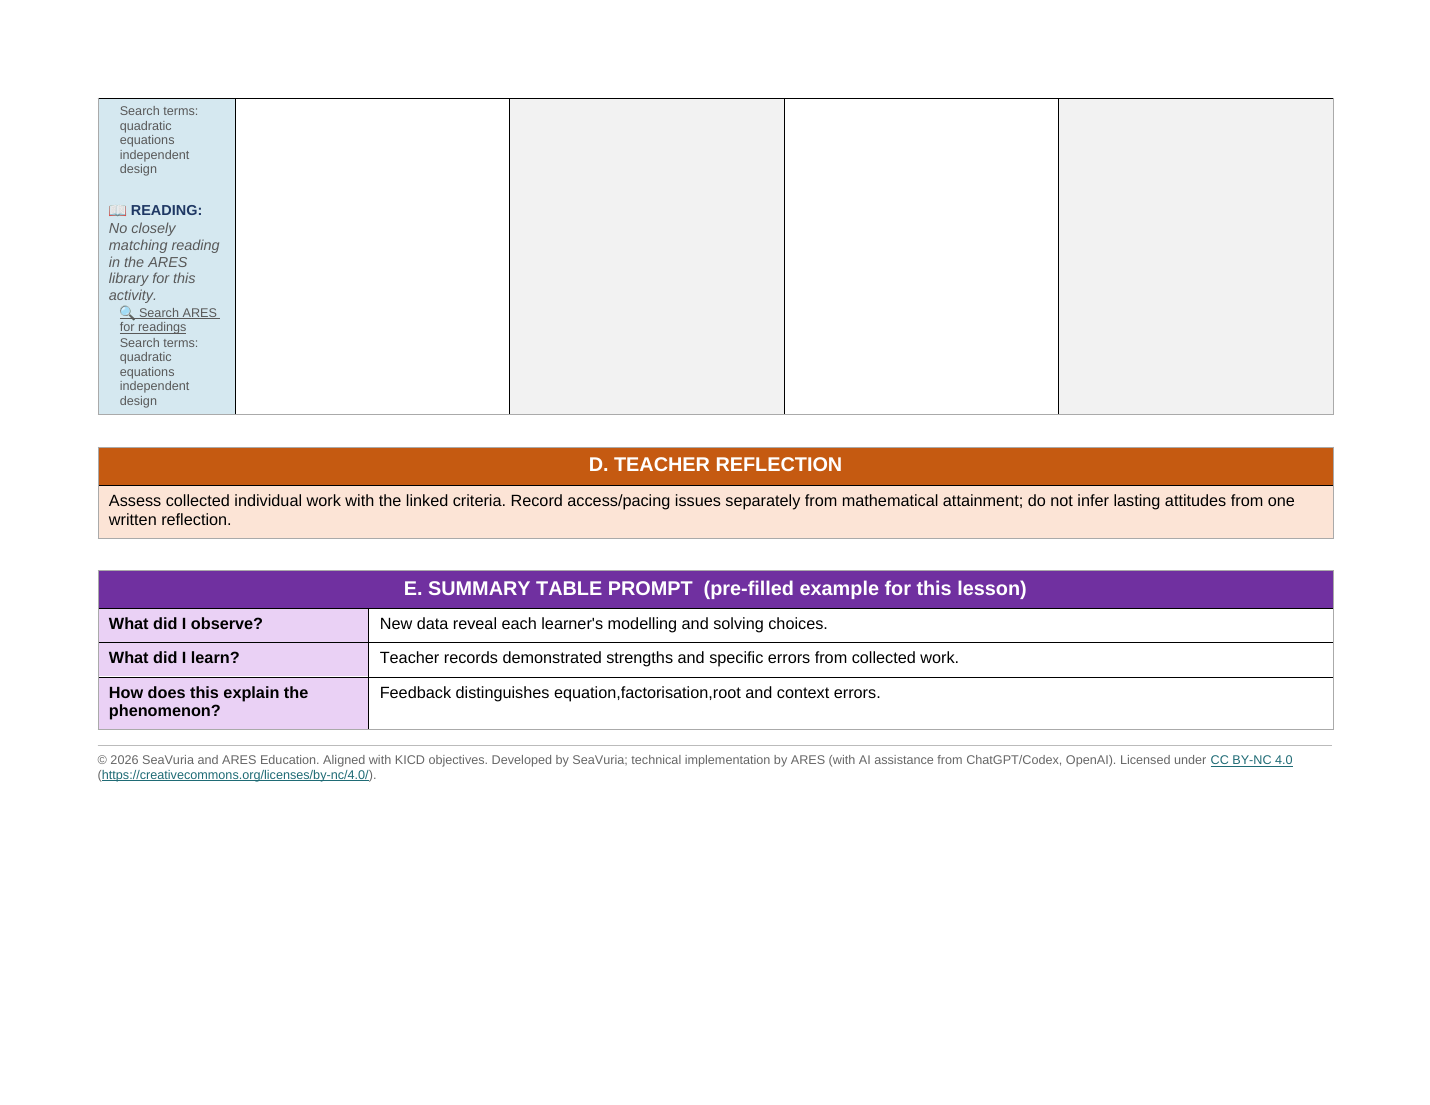 Search terms:
quadratic
equations
independent
design
📖 READING:
No closely
matching reading
in the ARES
library for this
activity.
🔍 Search ARES
for readings
Search terms:
quadratic
equations
independent
design
D. TEACHER REFLECTION
Assess collected individual work with the linked criteria. Record access/pacing issues separately from mathematical attainment; do not infer lasting attitudes from one
written reflection.
E. SUMMARY TABLE PROMPT  (pre-filled example for this lesson)
What did I observe?
New data reveal each learner's modelling and solving choices.
What did I learn?
Teacher records demonstrated strengths and specific errors from collected work.
How does this explain the
phenomenon?
Feedback distinguishes equation,factorisation,root and context errors.
© 2026 SeaVuria and ARES Education. Aligned with KICD objectives. Developed by SeaVuria; technical implementation by ARES (with AI assistance from ChatGPT/Codex, OpenAI). Licensed under CC BY-NC 4.0
(https://creativecommons.org/licenses/by-nc/4.0/).